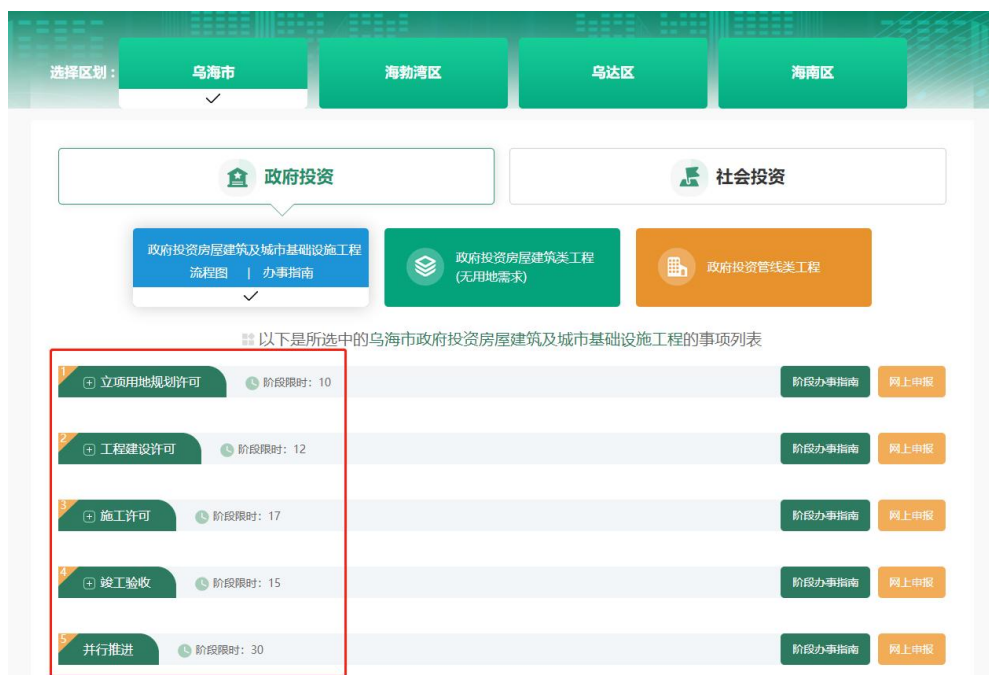 选择区划： 乌海市 海勃湾区 乌达区 海南区
政府投资 社会投资
政府投资房屋建筑及城市基础设施工程
流程图 | 办事指南
政府投资房屋建筑类工程
(无用地需求)
政府投资管线类工程
以下是所选中的乌海市政府投资房屋建筑及城市基础设施工程的事项列表
1 立项用地规划许可 阶段限时：10 阶段办事指南 网上申报
2 工程建设许可 阶段限时：12 阶段办事指南 网上申报
3 施工许可 阶段限时：17 阶段办事指南 网上申报
4 竣工验收 阶段限时：15 阶段办事指南 网上申报
5 并行推进 阶段限时：30 阶段办事指南 网上申报